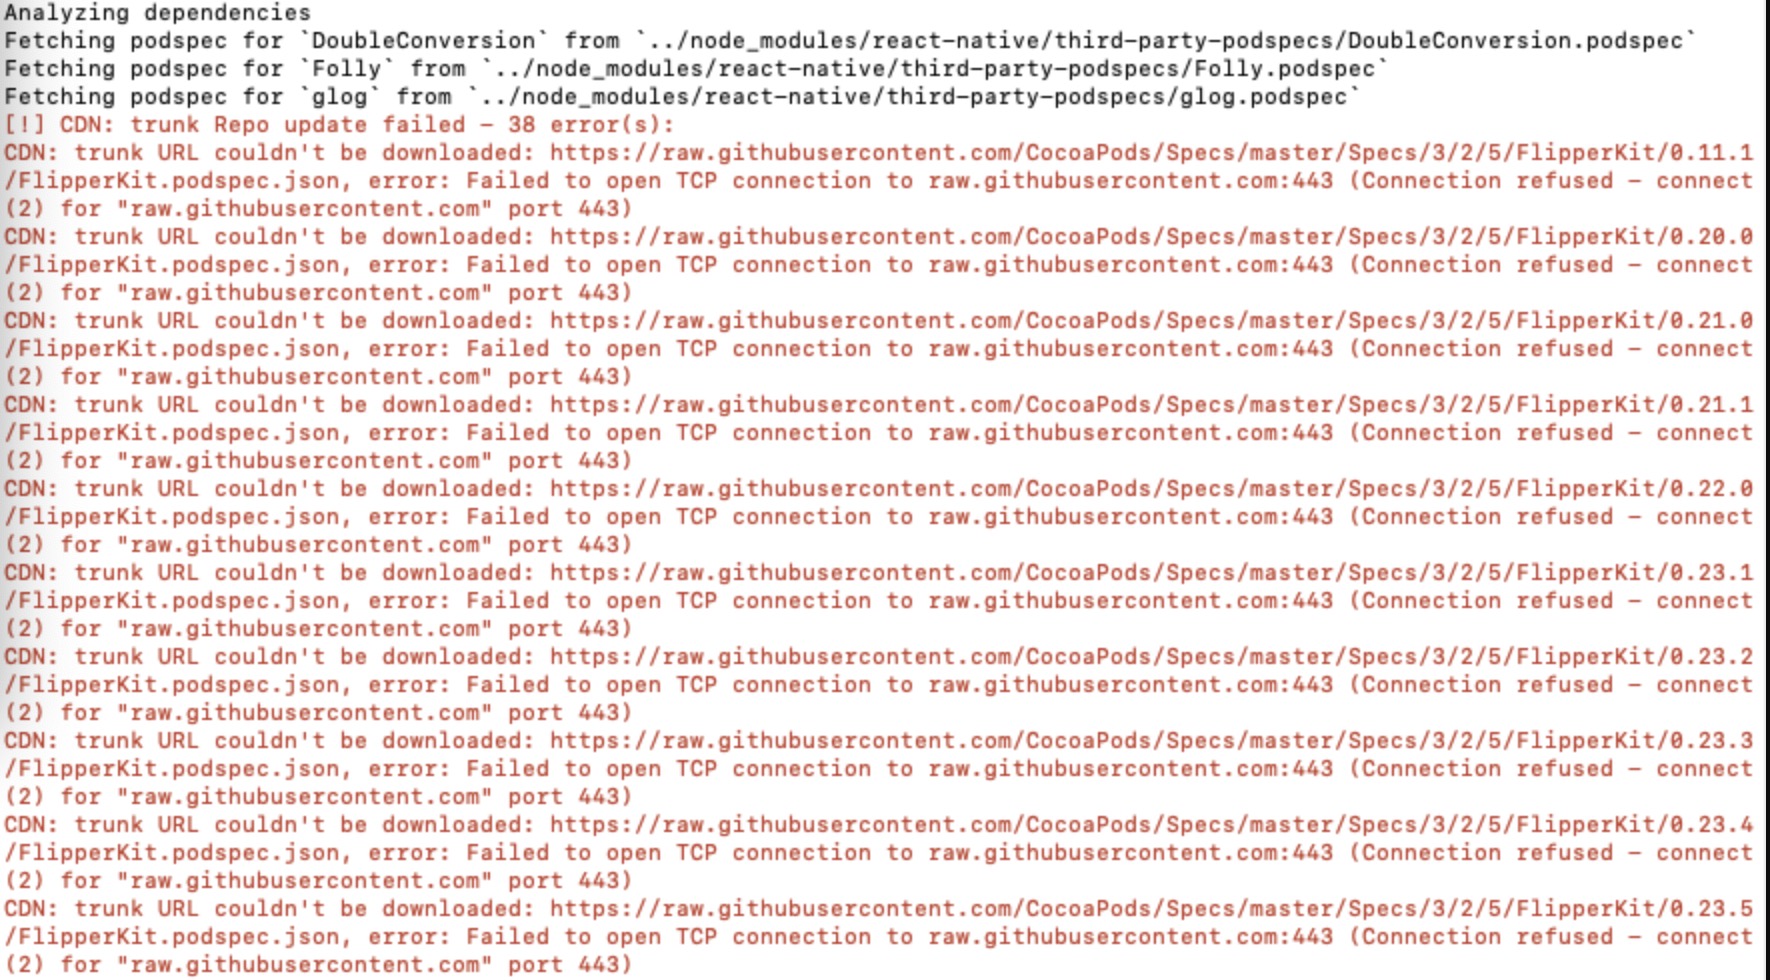 Analyzing dependencies
Fetching podspec for `DoubleConversion` from `../node_modules/react-native/third-party-podspecs/DoubleConversion.podspec`
Fetching podspec for `Folly` from `../node_modules/react-native/third-party-podspecs/Folly.podspec`
Fetching podspec for `glog` from `../node_modules/react-native/third-party-podspecs/glog.podspec`
[!] CDN: trunk Repo update failed – 38 error(s):
CDN: trunk URL couldn't be downloaded: https://raw.githubusercontent.com/CocoaPods/Specs/master/Specs/3/2/5/FlipperKit/0.11.1
/FlipperKit.podspec.json, error: Failed to open TCP connection to raw.githubusercontent.com:443 (Connection refused – connect
(2) for "raw.githubusercontent.com" port 443)
CDN: trunk URL couldn't be downloaded: https://raw.githubusercontent.com/CocoaPods/Specs/master/Specs/3/2/5/FlipperKit/0.20.0
/FlipperKit.podspec.json, error: Failed to open TCP connection to raw.githubusercontent.com:443 (Connection refused – connect
(2) for "raw.githubusercontent.com" port 443)
CDN: trunk URL couldn't be downloaded: https://raw.githubusercontent.com/CocoaPods/Specs/master/Specs/3/2/5/FlipperKit/0.21.0
/FlipperKit.podspec.json, error: Failed to open TCP connection to raw.githubusercontent.com:443 (Connection refused – connect
(2) for "raw.githubusercontent.com" port 443)
CDN: trunk URL couldn't be downloaded: https://raw.githubusercontent.com/CocoaPods/Specs/master/Specs/3/2/5/FlipperKit/0.21.1
/FlipperKit.podspec.json, error: Failed to open TCP connection to raw.githubusercontent.com:443 (Connection refused – connect
(2) for "raw.githubusercontent.com" port 443)
CDN: trunk URL couldn't be downloaded: https://raw.githubusercontent.com/CocoaPods/Specs/master/Specs/3/2/5/FlipperKit/0.22.0
/FlipperKit.podspec.json, error: Failed to open TCP connection to raw.githubusercontent.com:443 (Connection refused – connect
(2) for "raw.githubusercontent.com" port 443)
CDN: trunk URL couldn't be downloaded: https://raw.githubusercontent.com/CocoaPods/Specs/master/Specs/3/2/5/FlipperKit/0.23.1
/FlipperKit.podspec.json, error: Failed to open TCP connection to raw.githubusercontent.com:443 (Connection refused – connect
(2) for "raw.githubusercontent.com" port 443)
CDN: trunk URL couldn't be downloaded: https://raw.githubusercontent.com/CocoaPods/Specs/master/Specs/3/2/5/FlipperKit/0.23.2
/FlipperKit.podspec.json, error: Failed to open TCP connection to raw.githubusercontent.com:443 (Connection refused – connect
(2) for "raw.githubusercontent.com" port 443)
CDN: trunk URL couldn't be downloaded: https://raw.githubusercontent.com/CocoaPods/Specs/master/Specs/3/2/5/FlipperKit/0.23.3
/FlipperKit.podspec.json, error: Failed to open TCP connection to raw.githubusercontent.com:443 (Connection refused – connect
(2) for "raw.githubusercontent.com" port 443)
CDN: trunk URL couldn't be downloaded: https://raw.githubusercontent.com/CocoaPods/Specs/master/Specs/3/2/5/FlipperKit/0.23.4
/FlipperKit.podspec.json, error: Failed to open TCP connection to raw.githubusercontent.com:443 (Connection refused – connect
(2) for "raw.githubusercontent.com" port 443)
CDN: trunk URL couldn't be downloaded: https://raw.githubusercontent.com/CocoaPods/Specs/master/Specs/3/2/5/FlipperKit/0.23.5
/FlipperKit.podspec.json, error: Failed to open TCP connection to raw.githubusercontent.com:443 (Connection refused – connect
(2) for "raw.githubusercontent.com" port 443)